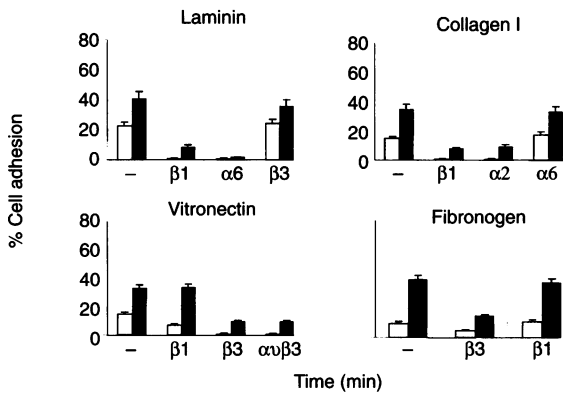 Laminin
80
60
40
20
0
– β1 α6 β3
Collagen I
80
60
40
20
0
– β1 α2 α6
% Cell adhesion
Vitronectin
80
60
40
20
0
– β1 β3 αυβ3
Fibronogen
– β3 β1
Time (min)